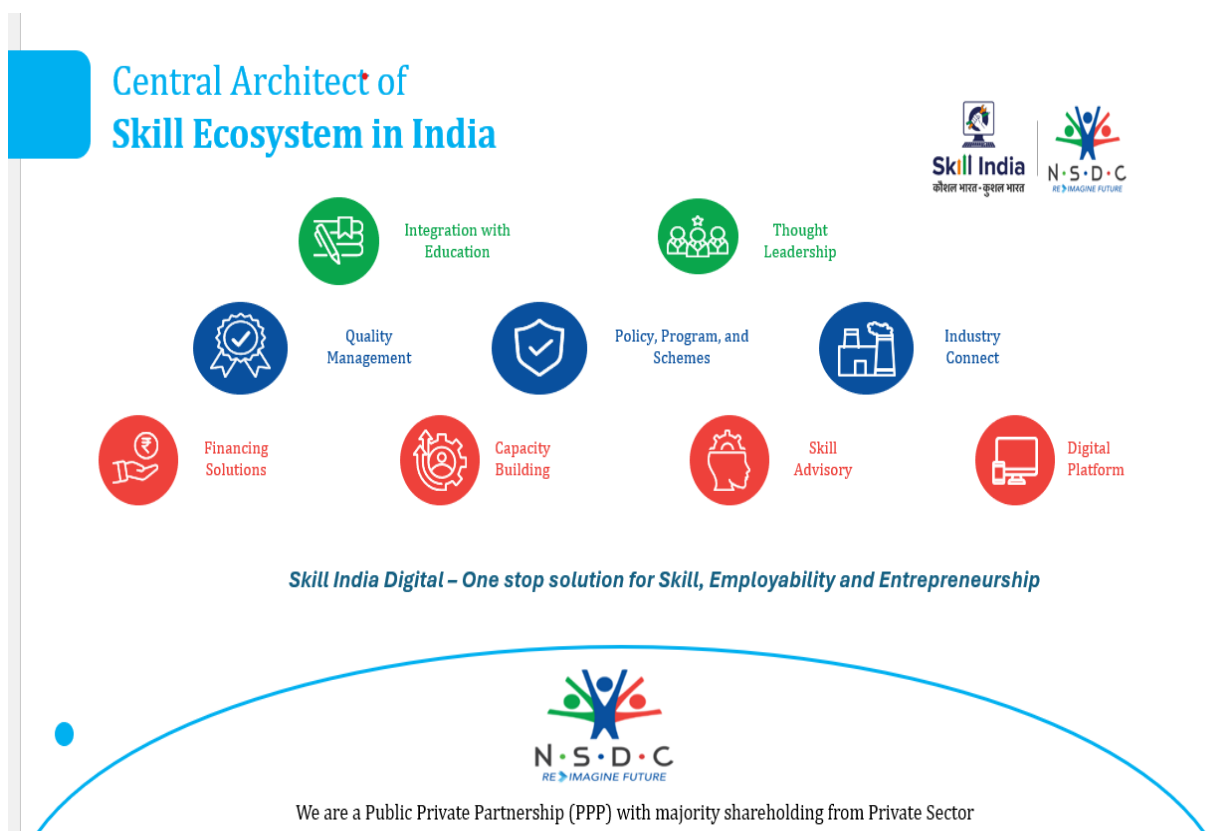 Central Architect of
Skill Ecosystem in India
Skill India
कौशल भारत - कुशल भारत
N·S·D·C
RE IMAGINE FUTURE
Integration with
Education
Thought
Leadership
Quality
Management
Policy, Program, and
Schemes
Industry
Connect
₹
Financing
Solutions
Capacity
Building
Skill
Advisory
Digital
Platform
Skill India Digital – One stop solution for Skill, Employability and Entrepreneurship
N·S·D·C
RE IMAGINE FUTURE
We are a Public Private Partnership (PPP) with majority shareholding from Private Sector